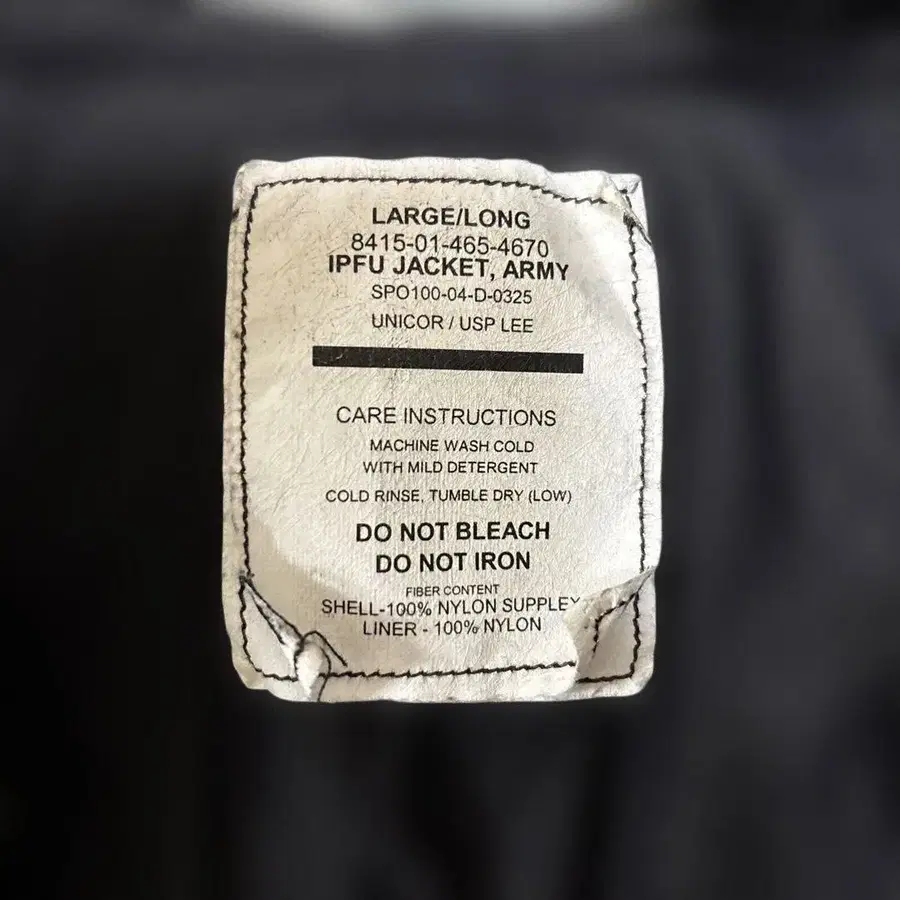 LARGE/LONG
8415-01-465-4670
IPFU JACKET, ARMY
SPO100-04-D-0325
UNICOR / USP LEE
CARE INSTRUCTIONS
MACHINE WASH COLD
WITH MILD DETERGENT
COLD RINSE, TUMBLE DRY (LOW)
DO NOT BLEACH
DO NOT IRON
FIBER CONTENT
SHELL-100% NYLON SUPPLEX
LINER - 100% NYLON